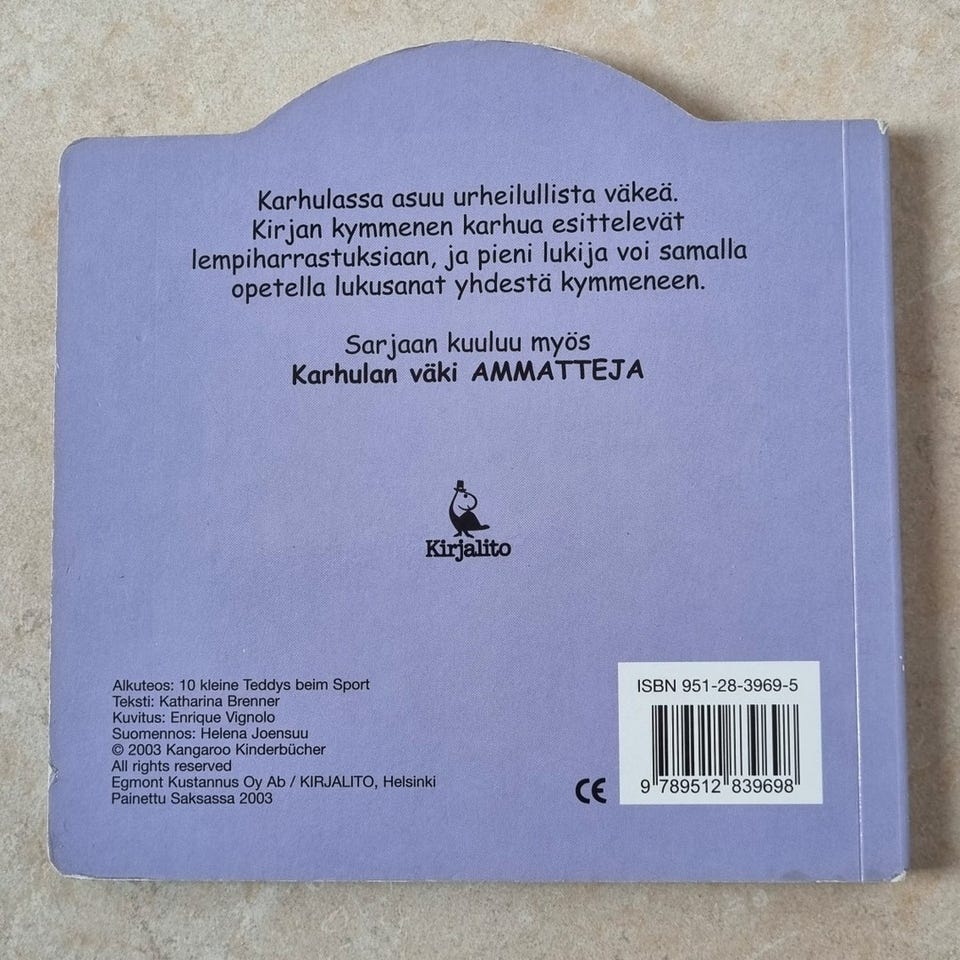 Karhulassa asuu urheilullista väkeä.
Kirjan kymmenen karhua esittelevät
lempiharrastuksiaan, ja pieni lukija voi samalla
opetella lukusanat yhdestä kymmeneen.
Sarjaan kuuluu myös
Karhulan väki AMMATTEJA
Kirjalito
Alkuteos: 10 kleine Teddys beim Sport
Teksti: Katharina Brenner
Kuvitus: Enrique Vignolo
Suomennos: Helena Joensuu
© 2003 Kangaroo Kinderbücher
All rights reserved
Egmont Kustannus Oy Ab / KIRJALITO, Helsinki
Painettu Saksassa 2003
CE
ISBN 951-28-3969-5
9 789512 839698